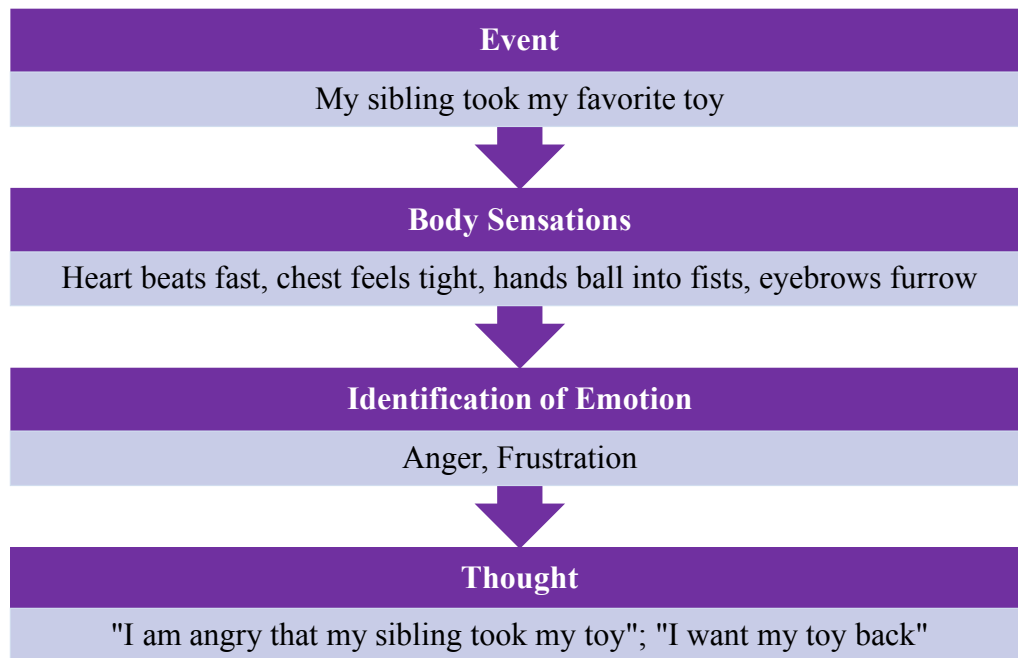 Event
My sibling took my favorite toy
Body Sensations
Heart beats fast, chest feels tight, hands ball into fists, eyebrows furrow
Identification of Emotion
Anger, Frustration
Thought
"I am angry that my sibling took my toy"; "I want my toy back"